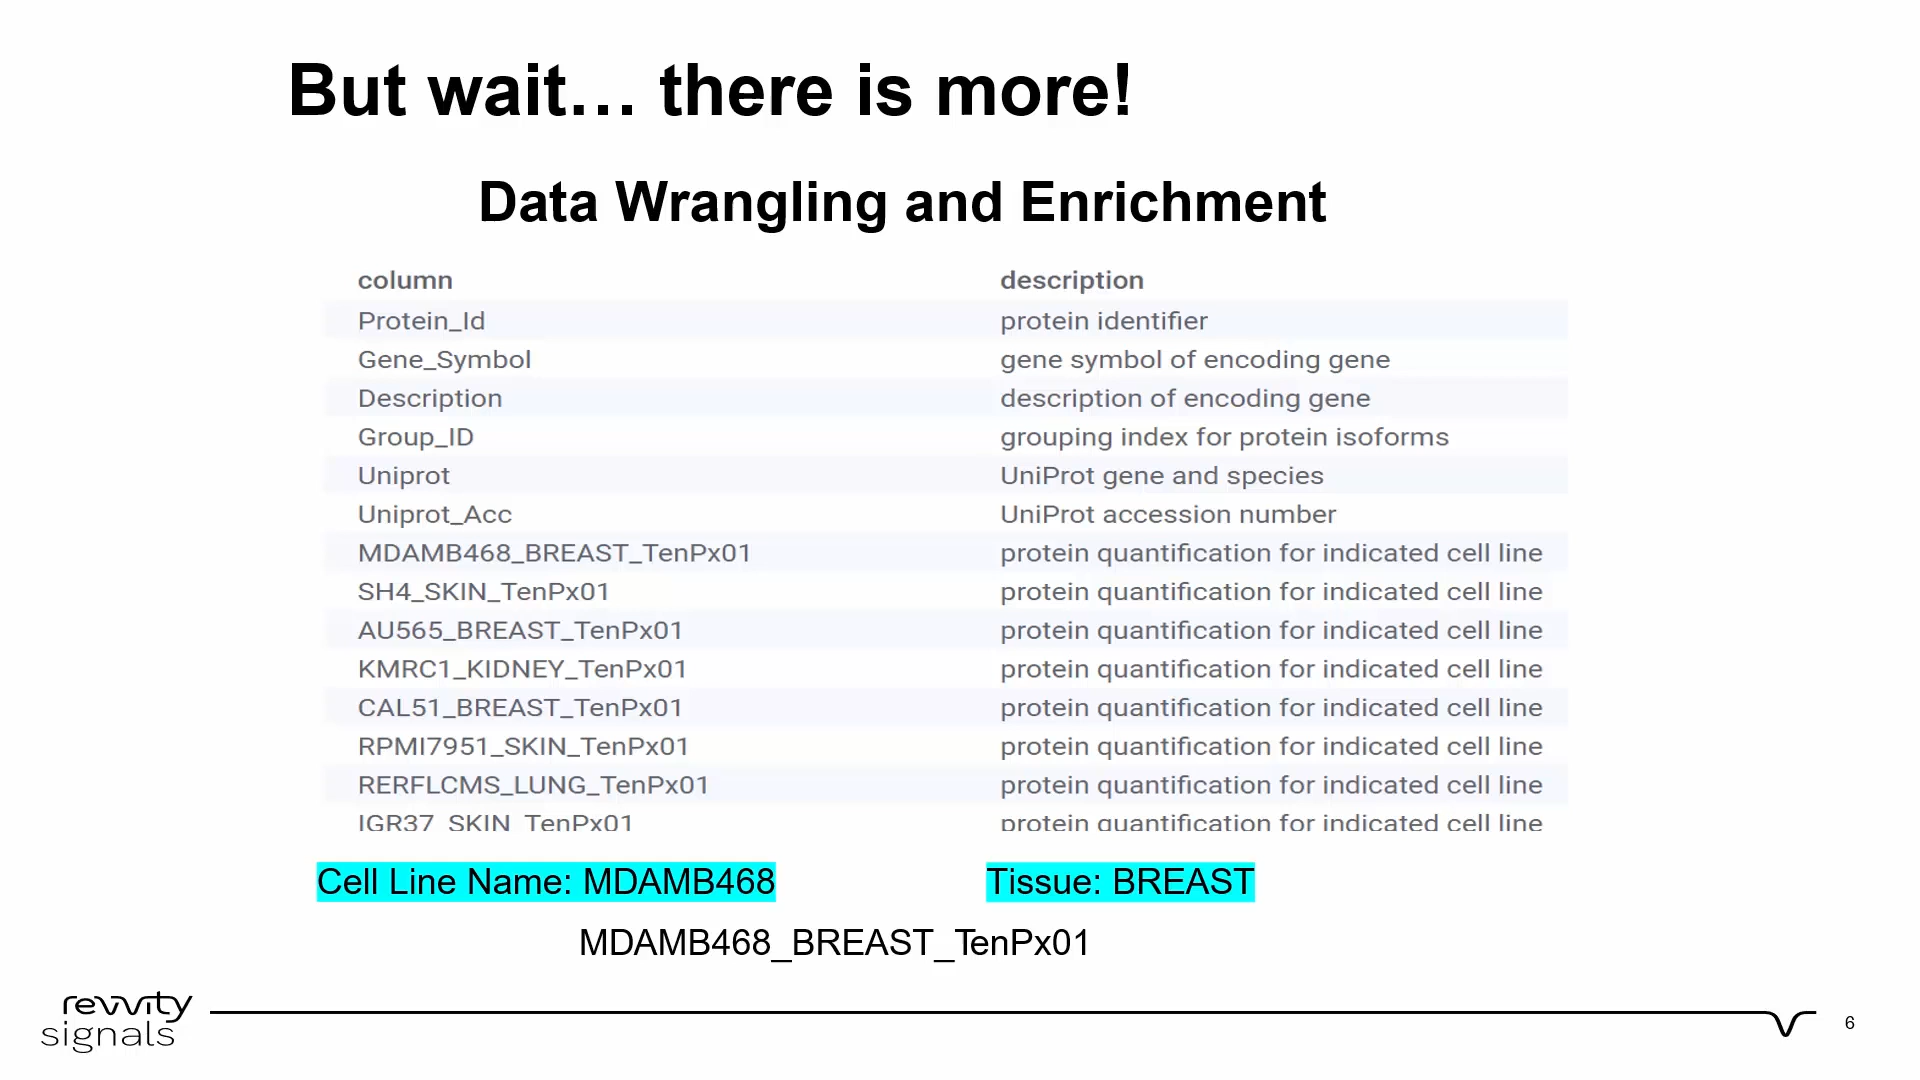 But wait… there is more!
Data Wrangling and Enrichment
column description
Protein_Id protein identifier
Gene_Symbol gene symbol of encoding gene
Description description of encoding gene
Group_ID grouping index for protein isoforms
Uniprot UniProt gene and species
Uniprot_Acc UniProt accession number
MDAMB468_BREAST_TenPx01 protein quantification for indicated cell line
SH4_SKIN_TenPx01 protein quantification for indicated cell line
AU565_BREAST_TenPx01 protein quantification for indicated cell line
KMRC1_KIDNEY_TenPx01 protein quantification for indicated cell line
CAL51_BREAST_TenPx01 protein quantification for indicated cell line
RPMI7951_SKIN_TenPx01 protein quantification for indicated cell line
RERFLCMS_LUNG_TenPx01 protein quantification for indicated cell line
IGR37_SKIN_TenPx01 protein quantification for indicated cell line
Cell Line Name: MDAMB468 Tissue: BREAST
MDAMB468_BREAST_TenPx01
revvity
signals
6